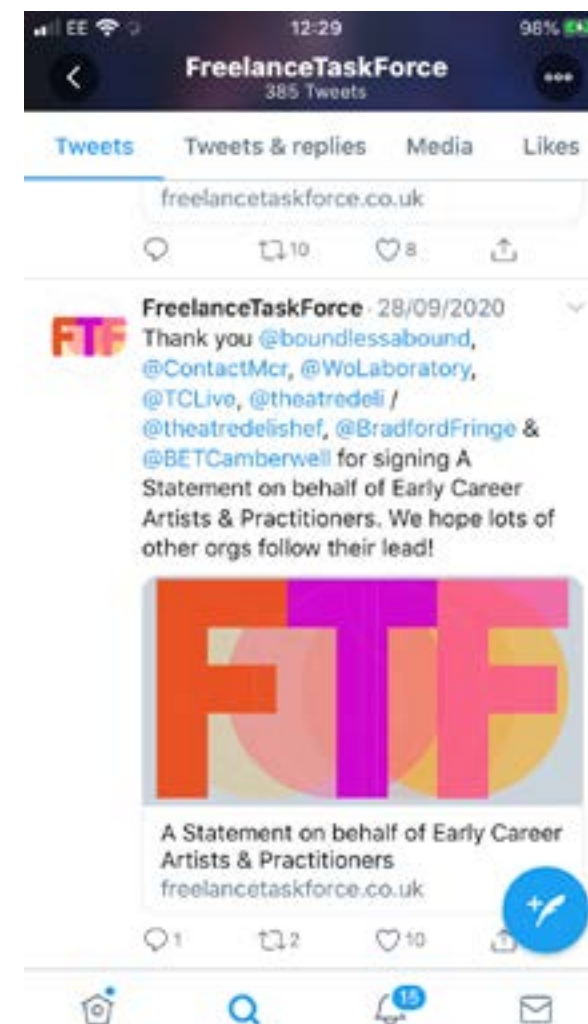 EE 12:29 98%
FreelanceTaskForce
385 Tweets
Tweets Tweets & replies Media Likes
freelancetaskforce.co.uk
10 8
FreelanceTaskForce · 28/09/2020
FTF
Thank you @boundlessabound,
@ContactMcr, @WoLaboratory,
@TCLive, @theatredeli /
@theatredelishef, @BradfordFringe &
@BETCamberwell for signing A
Statement on behalf of Early Career
Artists & Practitioners. We hope lots of
other orgs follow their lead!
FTF
A Statement on behalf of Early Career
Artists & Practitioners
freelancetaskforce.co.uk
1 2 10
15